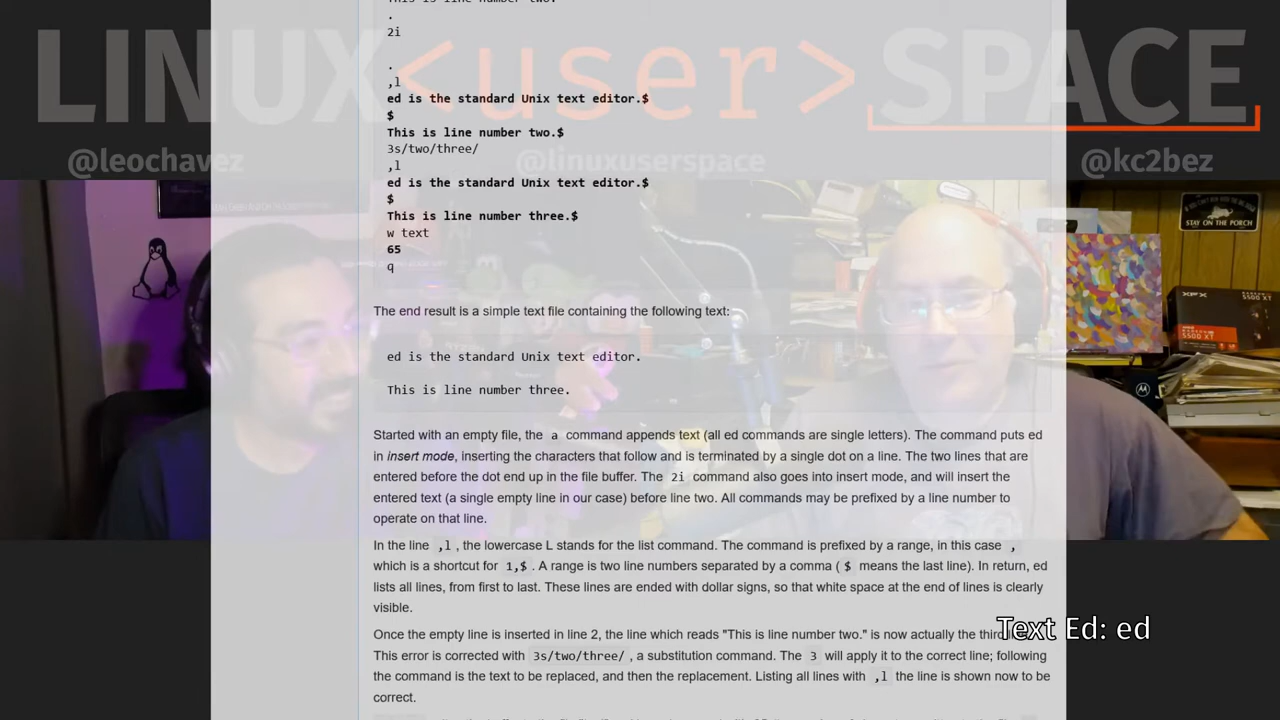 This is line number two.
.
2i
.
,l
ed is the standard Unix text editor.$
$
This is line number two.$
3s/two/three/
,l
ed is the standard Unix text editor.$
$
This is line number three.$
w text
65
q
LINUX<user>SPACE
@leochavez @linuxuserspace @kc2bez
STAY ON THE PORCH
XFX
5500 XT
5500 XT
The end result is a simple text file containing the following text:
ed is the standard Unix text editor.
This is line number three.
Started with an empty file, the a command appends text (all ed commands are single letters). The command puts ed
in insert mode, inserting the characters that follow and is terminated by a single dot on a line. The two lines that are
entered before the dot end up in the file buffer. The 2i command also goes into insert mode, and will insert the
entered text (a single empty line in our case) before line two. All commands may be prefixed by a line number to
operate on that line.
In the line ,l , the lowercase L stands for the list command. The command is prefixed by a range, in this case ,
which is a shortcut for 1,$ . A range is two line numbers separated by a comma ( $ means the last line). In return, ed
lists all lines, from first to last. These lines are ended with dollar signs, so that white space at the end of lines is clearly
visible.
Once the empty line is inserted in line 2, the line which reads "This is line number two." is now actually the third
This error is corrected with 3s/two/three/ , a substitution command. The 3 will apply it to the correct line; following
the command is the text to be replaced, and then the replacement. Listing all lines with ,l the line is shown now to be
correct.
Text Ed: ed